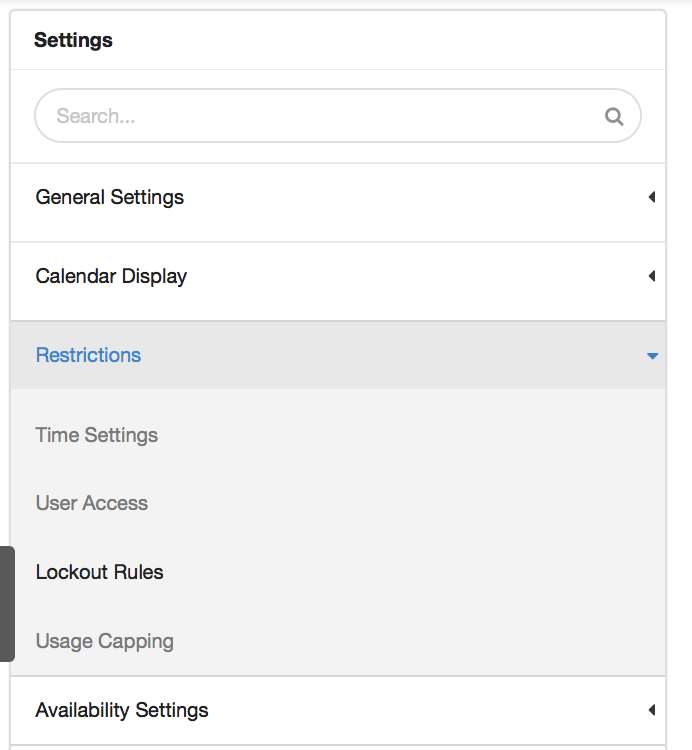 Settings
Search...
General Settings
Calendar Display
Restrictions
Time Settings
User Access
Lockout Rules
Usage Capping
Availability Settings